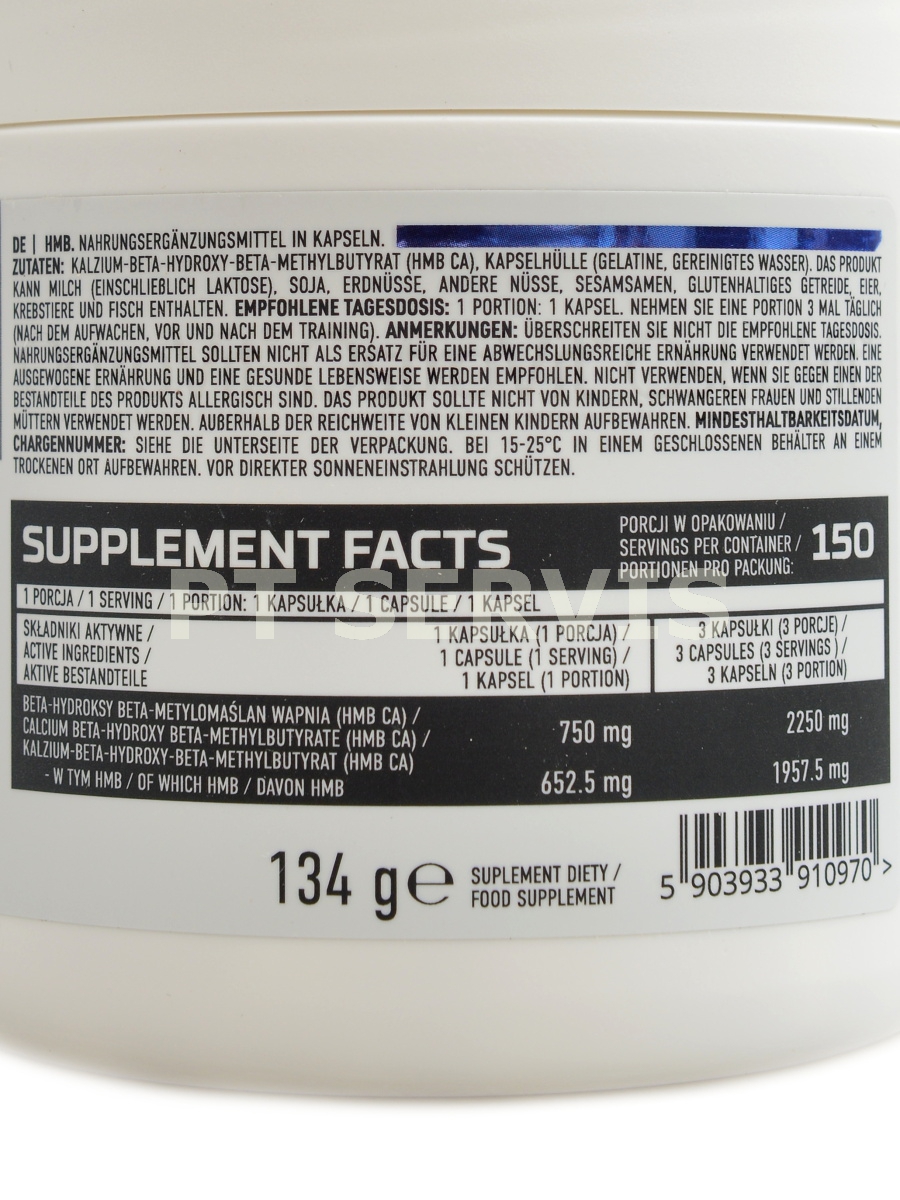 DE | HMB. NAHRUNGSERGÄNZUNGSMITTEL IN KAPSELN.
ZUTATEN: KALZIUM-BETA-HYDROXY-BETA-METHYLBUTYRAT (HMB CA), KAPSELHÜLLE (GELATINE, GEREINIGTES WASSER). DAS PRODUKT
KANN MILCH (EINSCHLIEBLICH LAKTOSE), SOJA, ERDNÜSSE, ANDERE NÜSSE, SESAMSAMEN, GLUTENHALTIGES GETREIDE, EIER,
KREBSTIERE UND FISCH ENTHALTEN. EMPFOHLENE TAGESDOSIS: 1 PORTION: 1 KAPSEL. NEHMEN SIE EINE PORTION 3 MAL TÄGLICH
(NACH DEM AUFWACHEN, VOR UND NACH DEM TRAINING). ANMERKUNGEN: ÜBERSCHREITEN SIE NICHT DIE EMPFOHLENE TAGESDOSIS.
NAHRUNGSERGÄNZUNGSMITTEL SOLLTEN NICHT ALS ERSATZ FÜR EINE ABWECHSLUNGSREICHE ERNÄHRUNG VERWENDET WERDEN. EINE
AUSGEWOGENE ERNÄHRUNG UND EINE GESUNDE LEBENSWEISE WERDEN EMPFOHLEN. NICHT VERWENDEN, WENN SIE GEGEN EINEN DER
BESTANDTEILE DES PRODUKTS ALLERGISCH SIND. DAS PRODUKT SOLLTE NICHT VON KINDERN, SCHWANGEREN FRAUEN UND STILLENDEN
MÜTTERN VERWENDET WERDEN. AUßERHALB DER REICHWEITE VON KLEINEN KINDERN AUFBEWAHREN. MINDESTHALTBARKEITSDATUM,
CHARGENNUMMER: SIEHE DIE UNTERSEITE DER VERPACKUNG. BEI 15-25°C IN EINEM GESCHLOSSENEN BEHÄLTER AN EINEM
TROCKENEN ORT AUFBEWAHREN. VOR DIREKTER SONNENEINSTRAHLUNG SCHÜTZEN.
SUPPLEMENT FACTS
PORCJI W OPAKOWANIU /
SERVINGS PER CONTAINER /
PORTIONEN PRO PACKUNG:
150
PT SERVIS
1 PORCJA / 1 SERVING / 1 PORTION: 1 KAPSUŁKA / 1 CAPSULE / 1 KAPSEL
SKŁADNIKI AKTYWNE /
ACTIVE INGREDIENTS /
AKTIVE BESTANDTEILE
1 KAPSUŁKA (1 PORCJA) /
1 CAPSULE (1 SERVING) /
1 KAPSEL (1 PORTION)
3 KAPSUŁKI (3 PORCJE) /
3 CAPSULES (3 SERVINGS ) /
3 KAPSELN (3 PORTION)
BETA-HYDROKSY BETA-METYLOMAŚLAN WAPNIA (HMB CA) /
CALCIUM BETA-HYDROXY BETA-METHYLBUTYRATE (HMB CA) /
KALZIUM-BETA-HYDROXY-BETA-METHYLBUTYRAT (HMB CA)
750 mg
2250 mg
- W TYM HMB / OF WHICH HMB / DAVON HMB
652.5 mg
1957.5 mg
134 g e
SUPLEMENT DIETY /
FOOD SUPPLEMENT
5 903933 910970 >